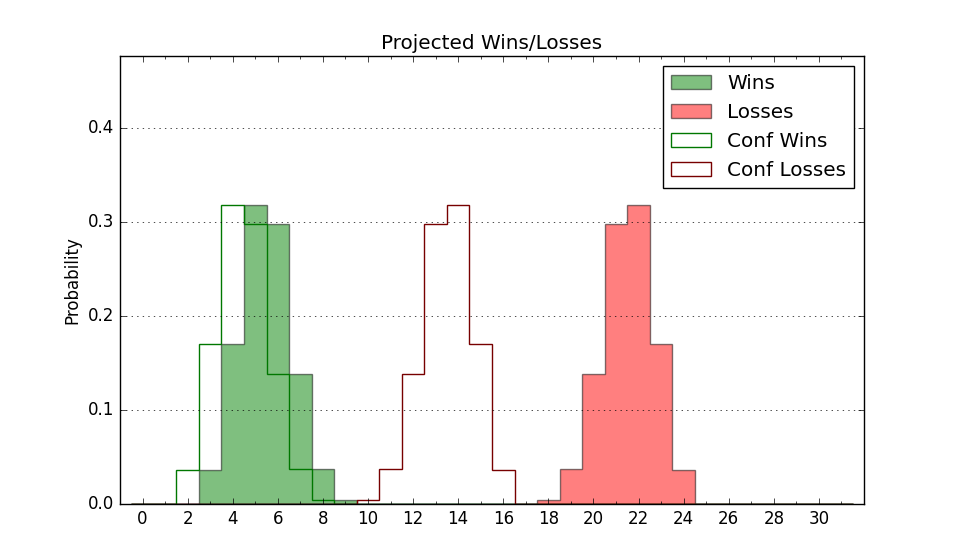 Projected Wins/Losses
Wins
Losses
Conf Wins
Conf Losses
Probability
0.4
0.3
0.2
0.1
0.0
0 2 4 6 8 10 12 14 16 18 20 22 24 26 28 30